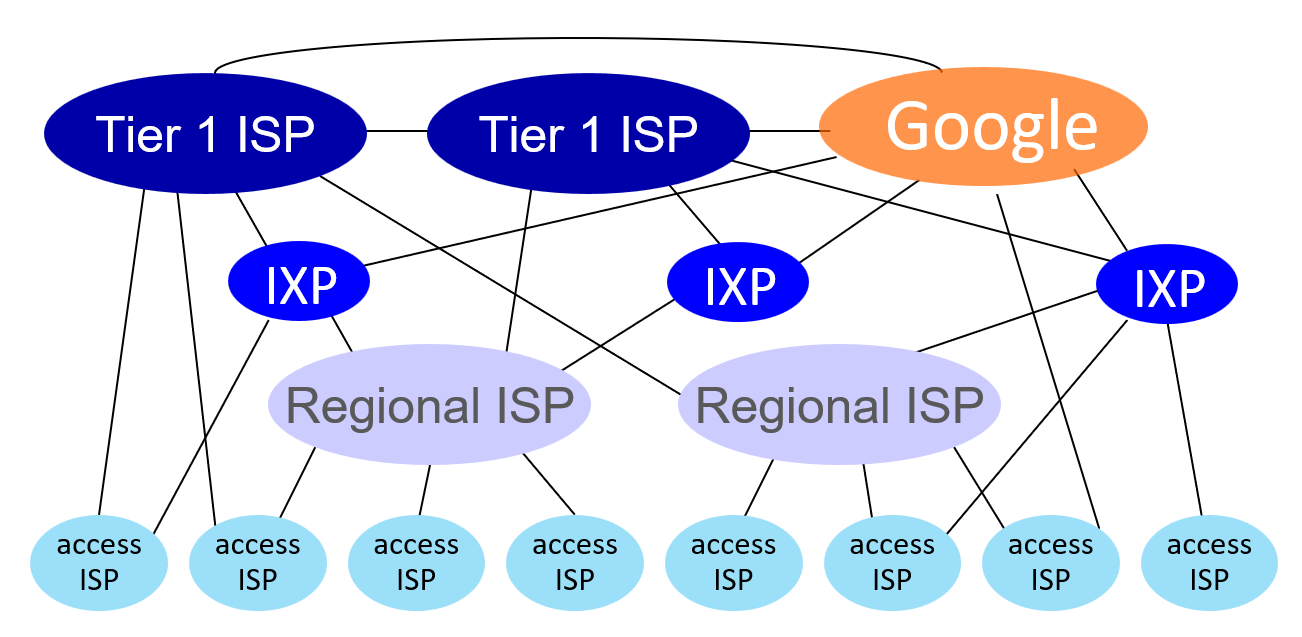 Tier 1 ISP
Tier 1 ISP
Google
IXP
IXP
IXP
Regional ISP
Regional ISP
access
ISP
access
ISP
access
ISP
access
ISP
access
ISP
access
ISP
access
ISP
access
ISP